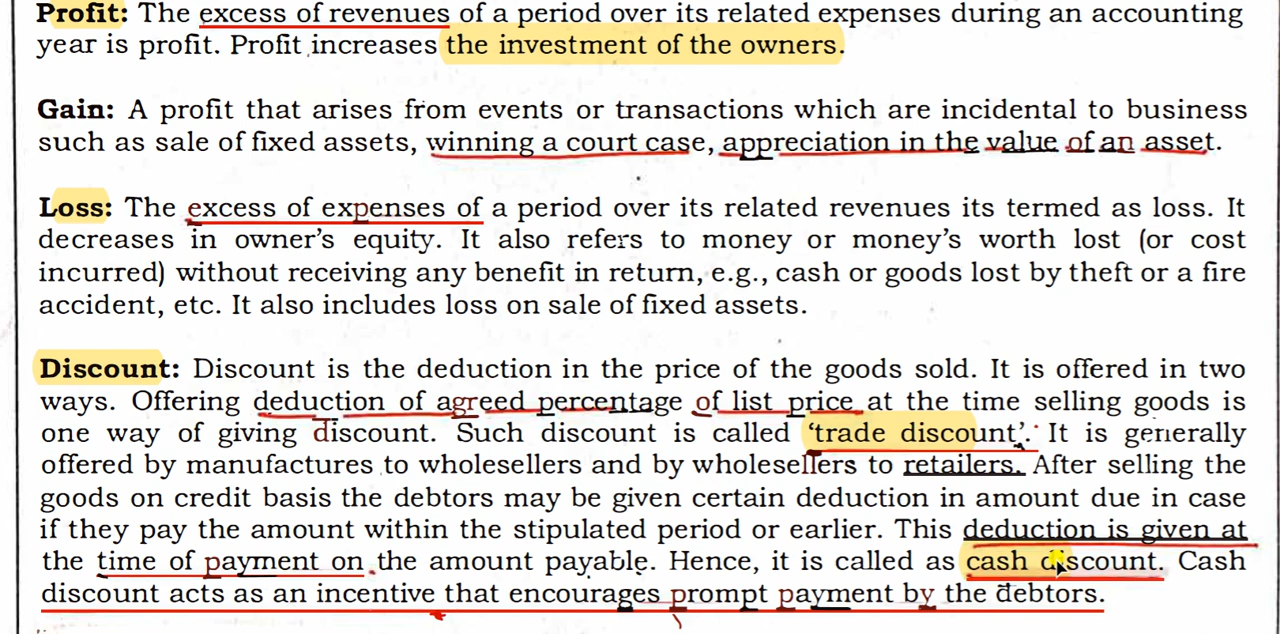 Profit: The excess of revenues of a period over its related expenses during an accounting
year is profit. Profit increases the investment of the owners.
Gain: A profit that arises from events or transactions which are incidental to business
such as sale of fixed assets, winning a court case, appreciation in the value of an asset.
Loss: The excess of expenses of a period over its related revenues its termed as loss. It
decreases in owner's equity. It also refers to money or money's worth lost (or cost
incurred) without receiving any benefit in return, e.g., cash or goods lost by theft or a fire
accident, etc. It also includes loss on sale of fixed assets.
Discount: Discount is the deduction in the price of the goods sold. It is offered in two
ways. Offering deduction of agreed percentage of list price at the time selling goods is
one way of giving discount. Such discount is called 'trade discount'. It is generally
offered by manufactures to wholesellers and by wholesellers to retailers. After selling the
goods on credit basis the debtors may be given certain deduction in amount due in case
if they pay the amount within the stipulated period or earlier. This deduction is given at
the time of payment on the amount payable. Hence, it is called as cash discount. Cash
discount acts as an incentive that encourages prompt payment by the debtors.